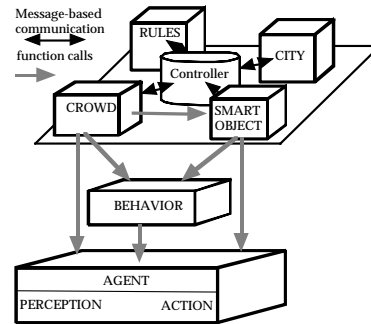 Message-based
communication
function calls
RULES
CITY
Controller
CROWD
SMART
OBJECT
BEHAVIOR
AGENT
PERCEPTION ACTION